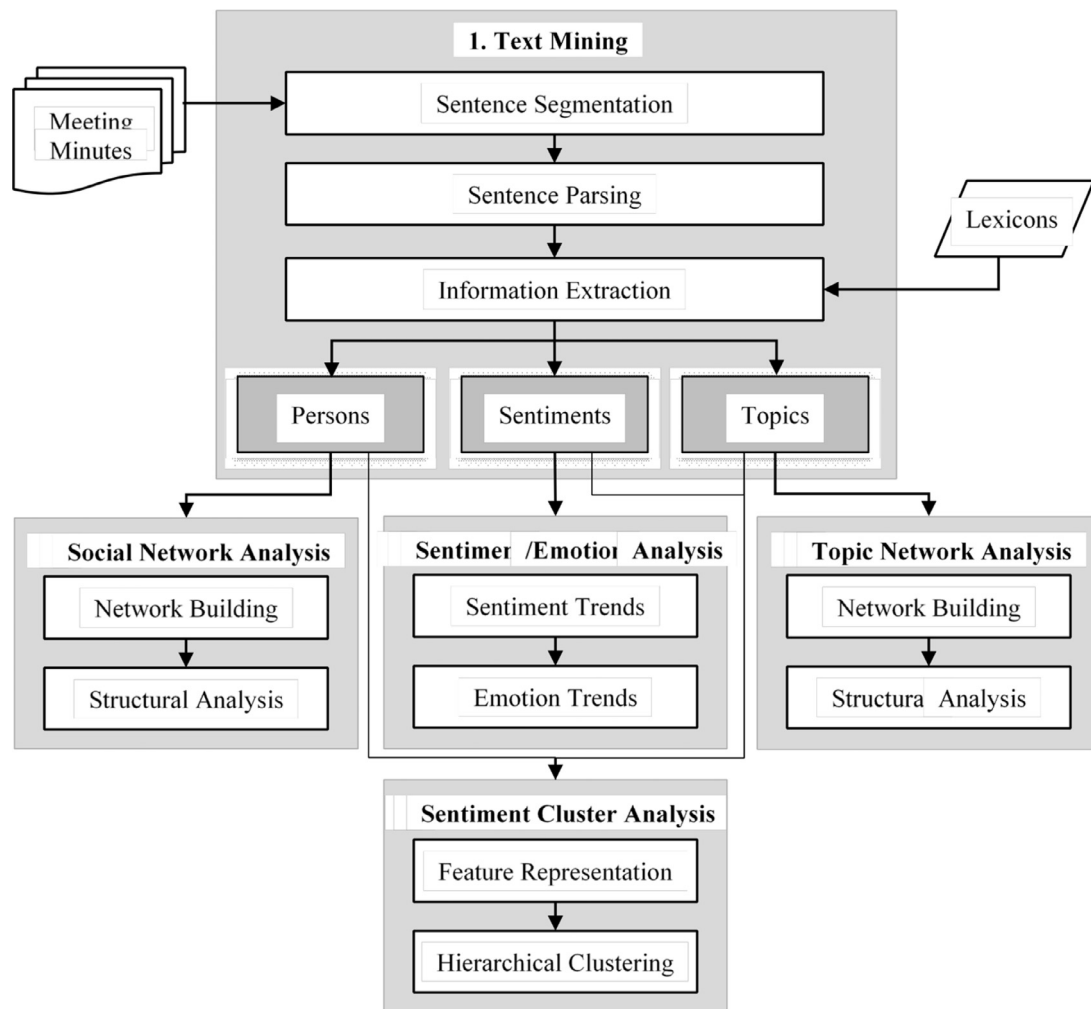 1. Text Mining
Meeting
Minutes
Sentence Segmentation
Sentence Parsing
Lexicons
Information Extraction
Persons
Sentiments
Topics
Social Network Analysis
Network Building
Structural Analysis
Sentiment /Emotion Analysis
Sentiment Trends
Emotion Trends
Topic Network Analysis
Network Building
Structura Analysis
Sentiment Cluster Analysis
Feature Representation
Hierarchical Clustering